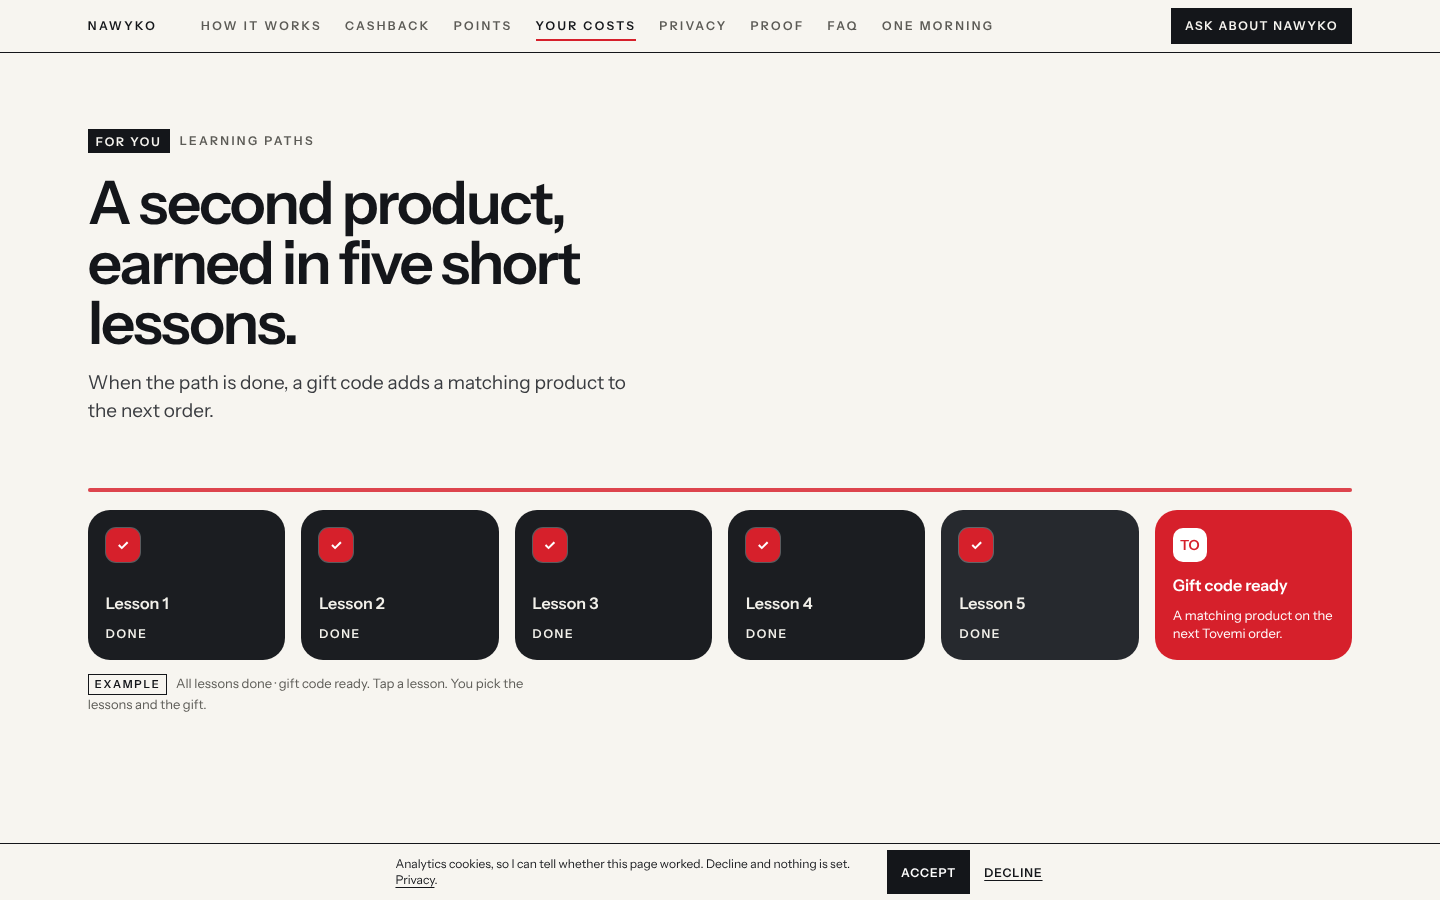 NAWYKO
HOW IT WORKS
CASHBACK
POINTS
YOUR COSTS
PRIVACY
PROOF
FAQ
ONE MORNING
ASK ABOUT NAWYKO
FOR YOU LEARNING PATHS
A second product,
earned in five short
lessons.
When the path is done, a gift code adds a matching product to
the next order.
Lesson 1
DONE
Lesson 2
DONE
Lesson 3
DONE
Lesson 4
DONE
Lesson 5
DONE
TO
Gift code ready
A matching product on the
next Tovemi order.
EXAMPLE All lessons done · gift code ready. Tap a lesson. You pick the
lessons and the gift.
Analytics cookies, so I can tell whether this page worked. Decline and nothing is set.
Privacy.
ACCEPT
DECLINE